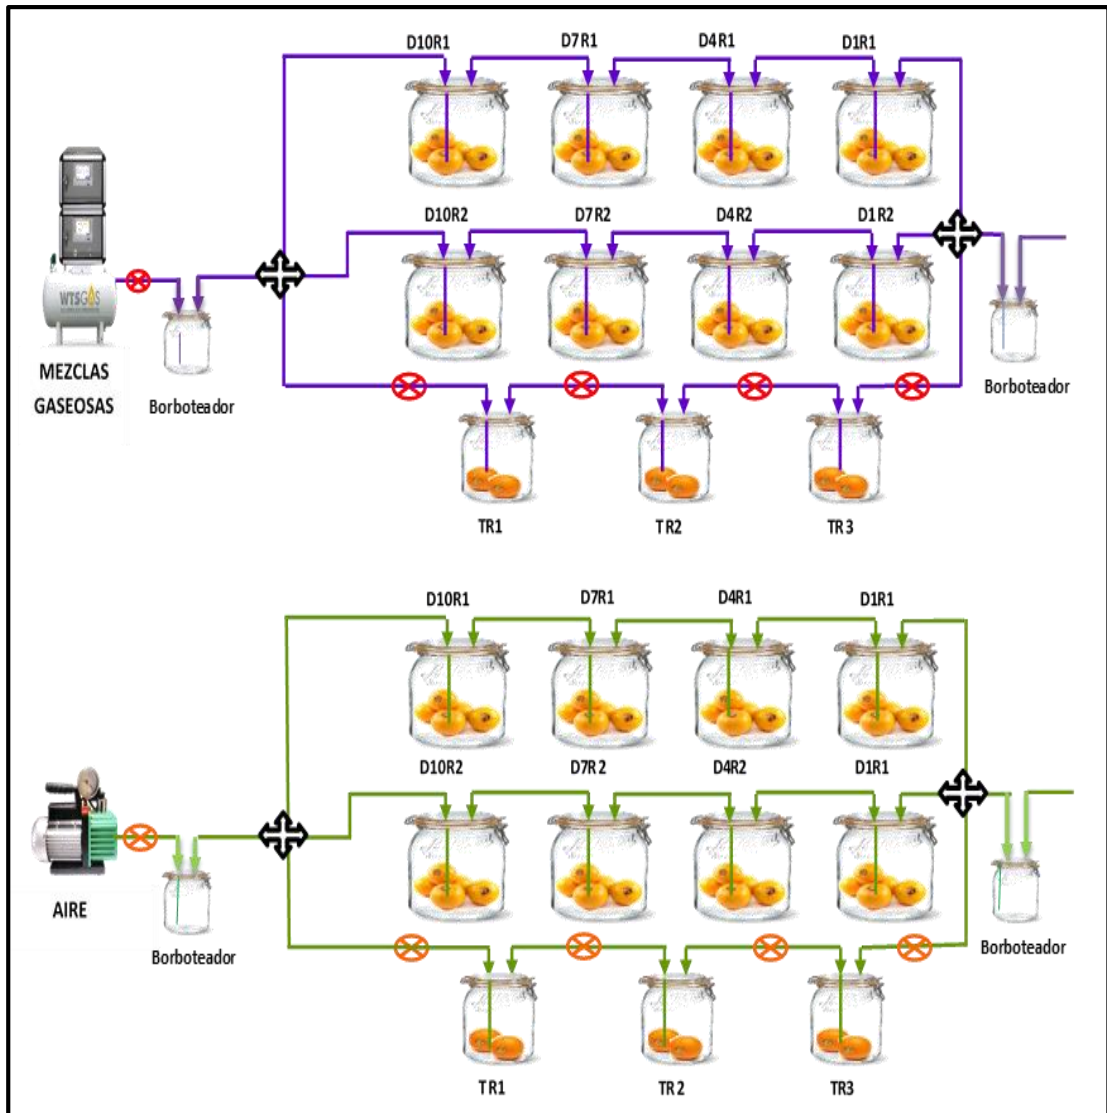 D10R1
D7R1
D4R1
D1R1
D10R2
D7R2
D4R2
D1R2
WTSGAS
MEZCLAS
GASEOSAS
Borboteador
Borboteador
TR1
TR2
TR3
D10R1
D7R1
D4R1
D1R1
D10R2
D7R2
D4R2
D1R1
AIRE
Borboteador
Borboteador
TR1
TR2
TR3